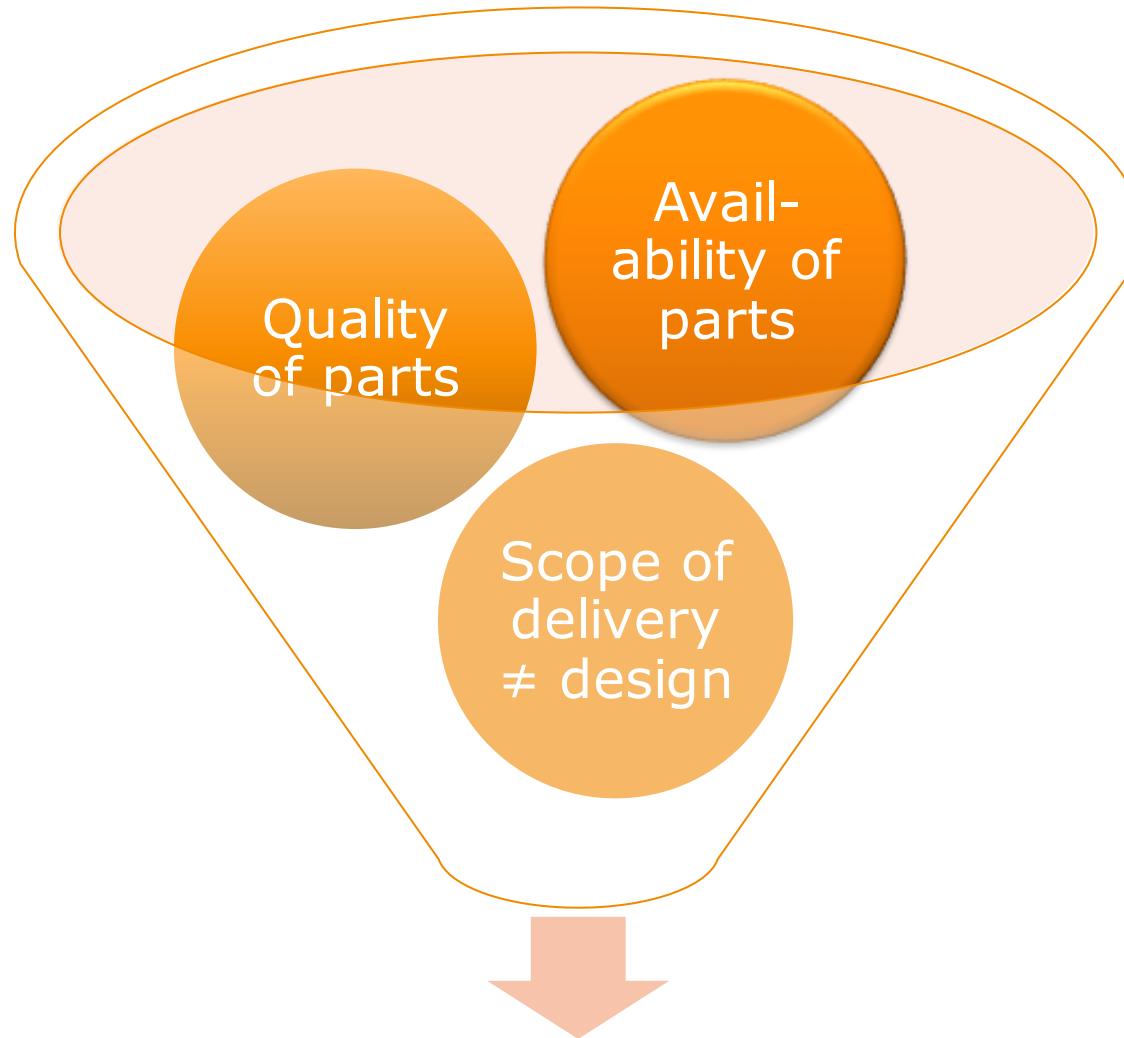 Quality
of parts
Avail-
ability of
parts
Scope of
delivery
≠ design